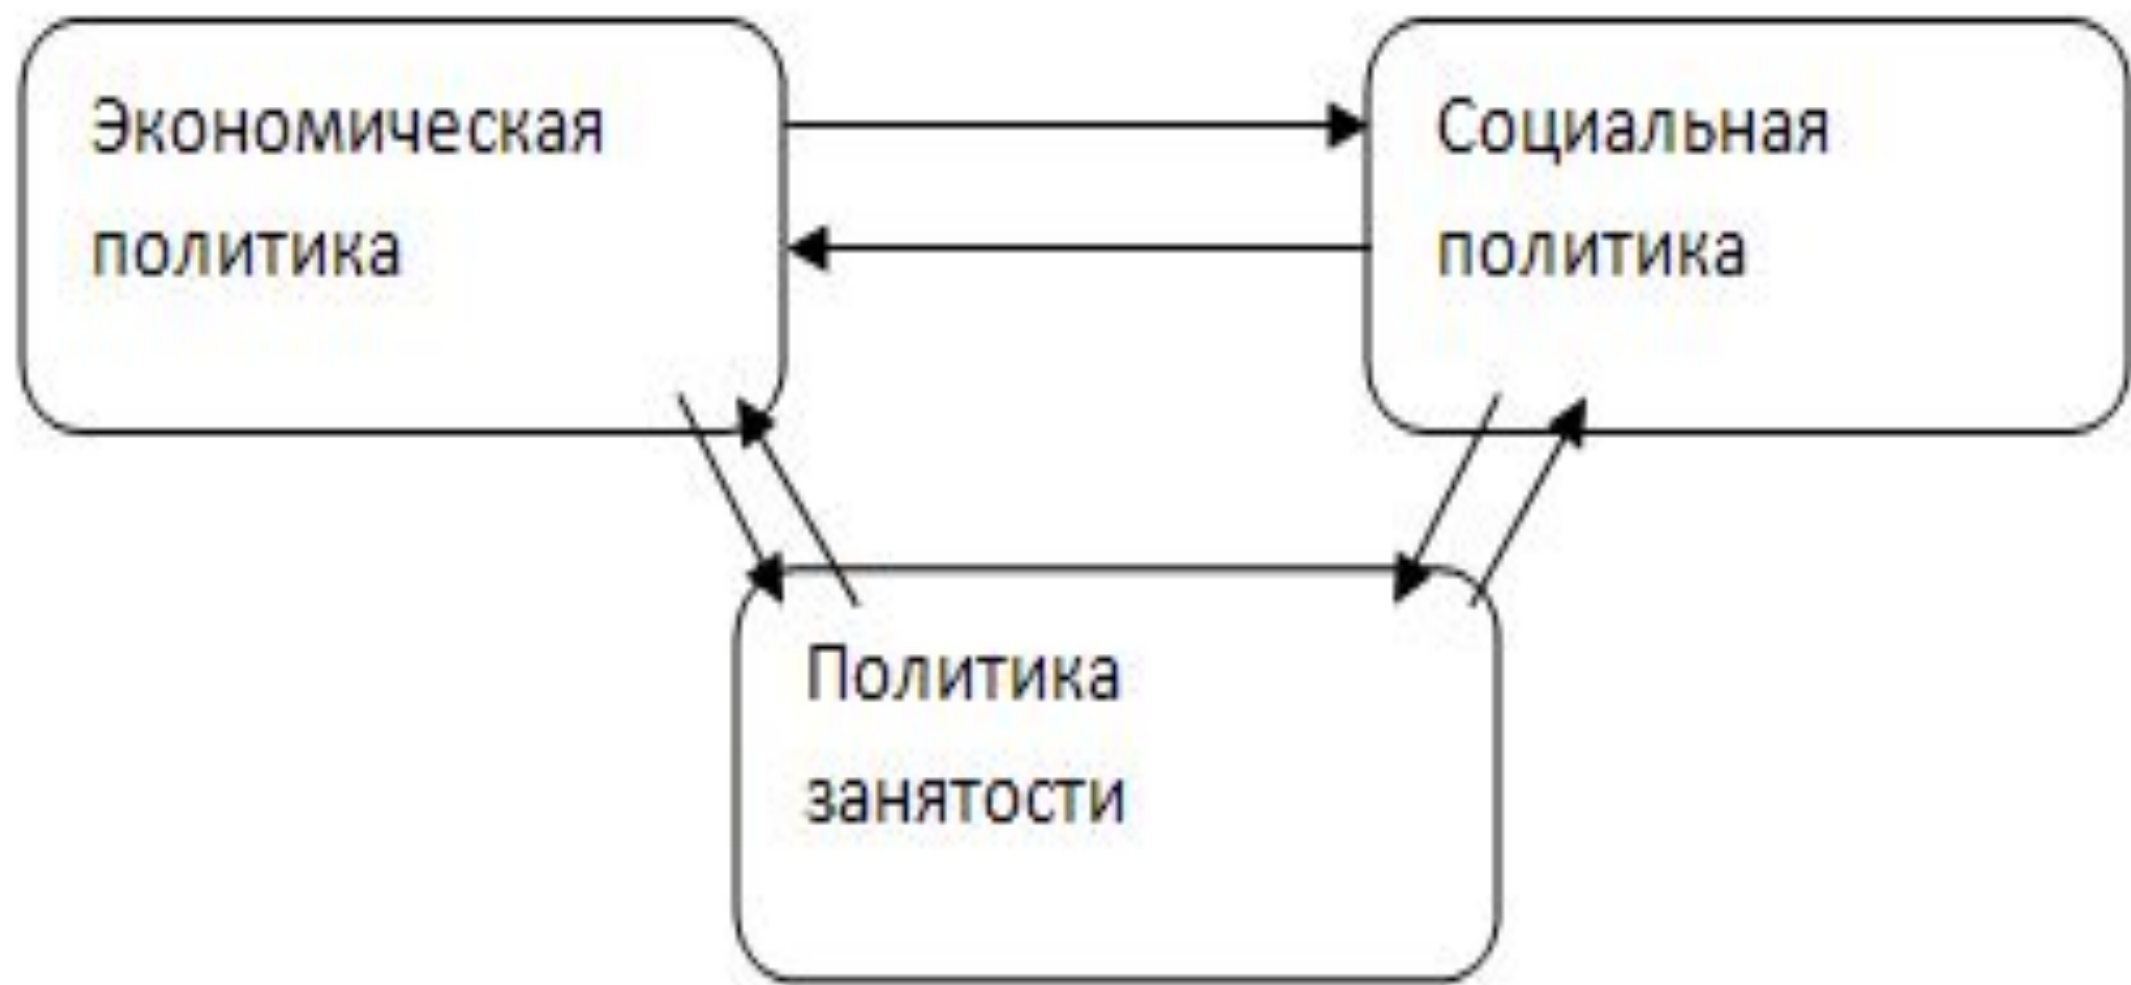 Экономическая
политика
Социальная
политика
Политика
занятости